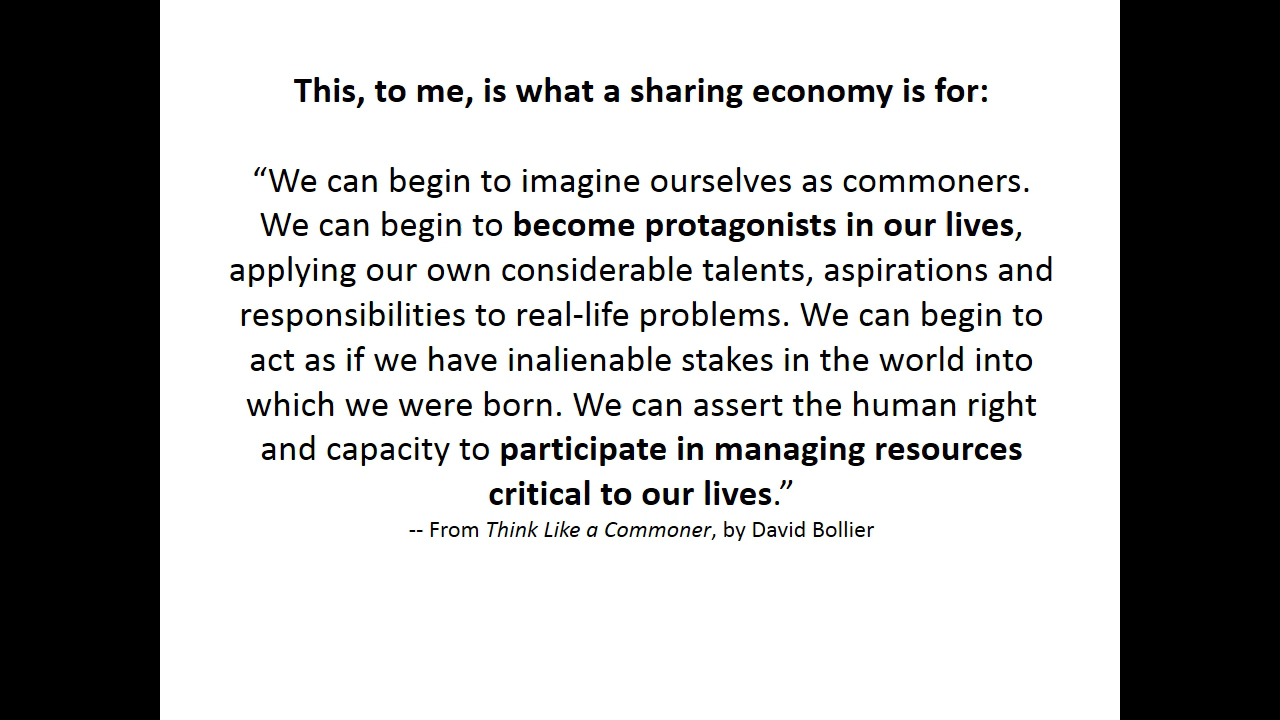 This, to me, is what a sharing economy is for:
“We can begin to imagine ourselves as commoners.
We can begin to become protagonists in our lives,
applying our own considerable talents, aspirations and
responsibilities to real-life problems. We can begin to
act as if we have inalienable stakes in the world into
which we were born. We can assert the human right
and capacity to participate in managing resources
critical to our lives.”
-- From Think Like a Commoner, by David Bollier